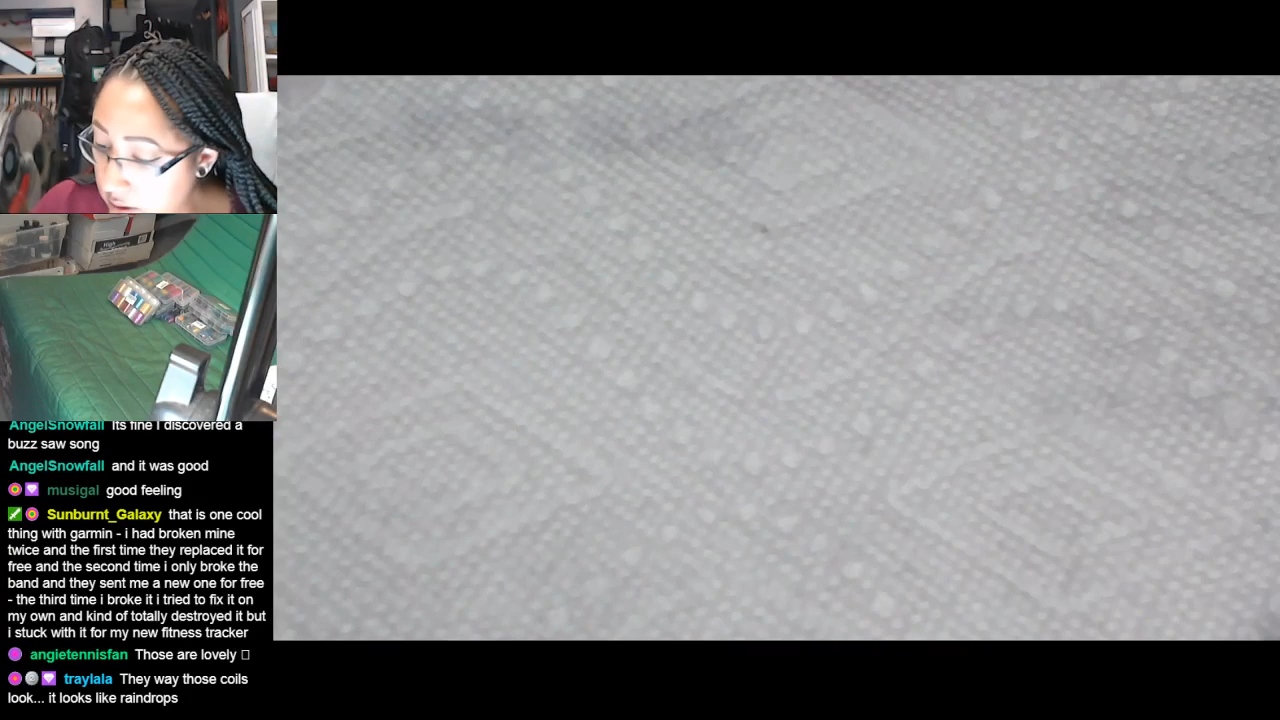 High
AngelSnowfall Its fine I discovered a
buzz saw song
AngelSnowfall and it was good
musigal good feeling
Sunburnt_Galaxy that is one cool
thing with garmin - i had broken mine
twice and the first time they replaced it for
free and the second time i only broke the
band and they sent me a new one for free
- the third time i broke it i tried to fix it on
my own and kind of totally destroyed it but
i stuck with it for my new fitness tracker
angietennisfan Those are lovely
traylala They way those coils
look... it looks like raindrops